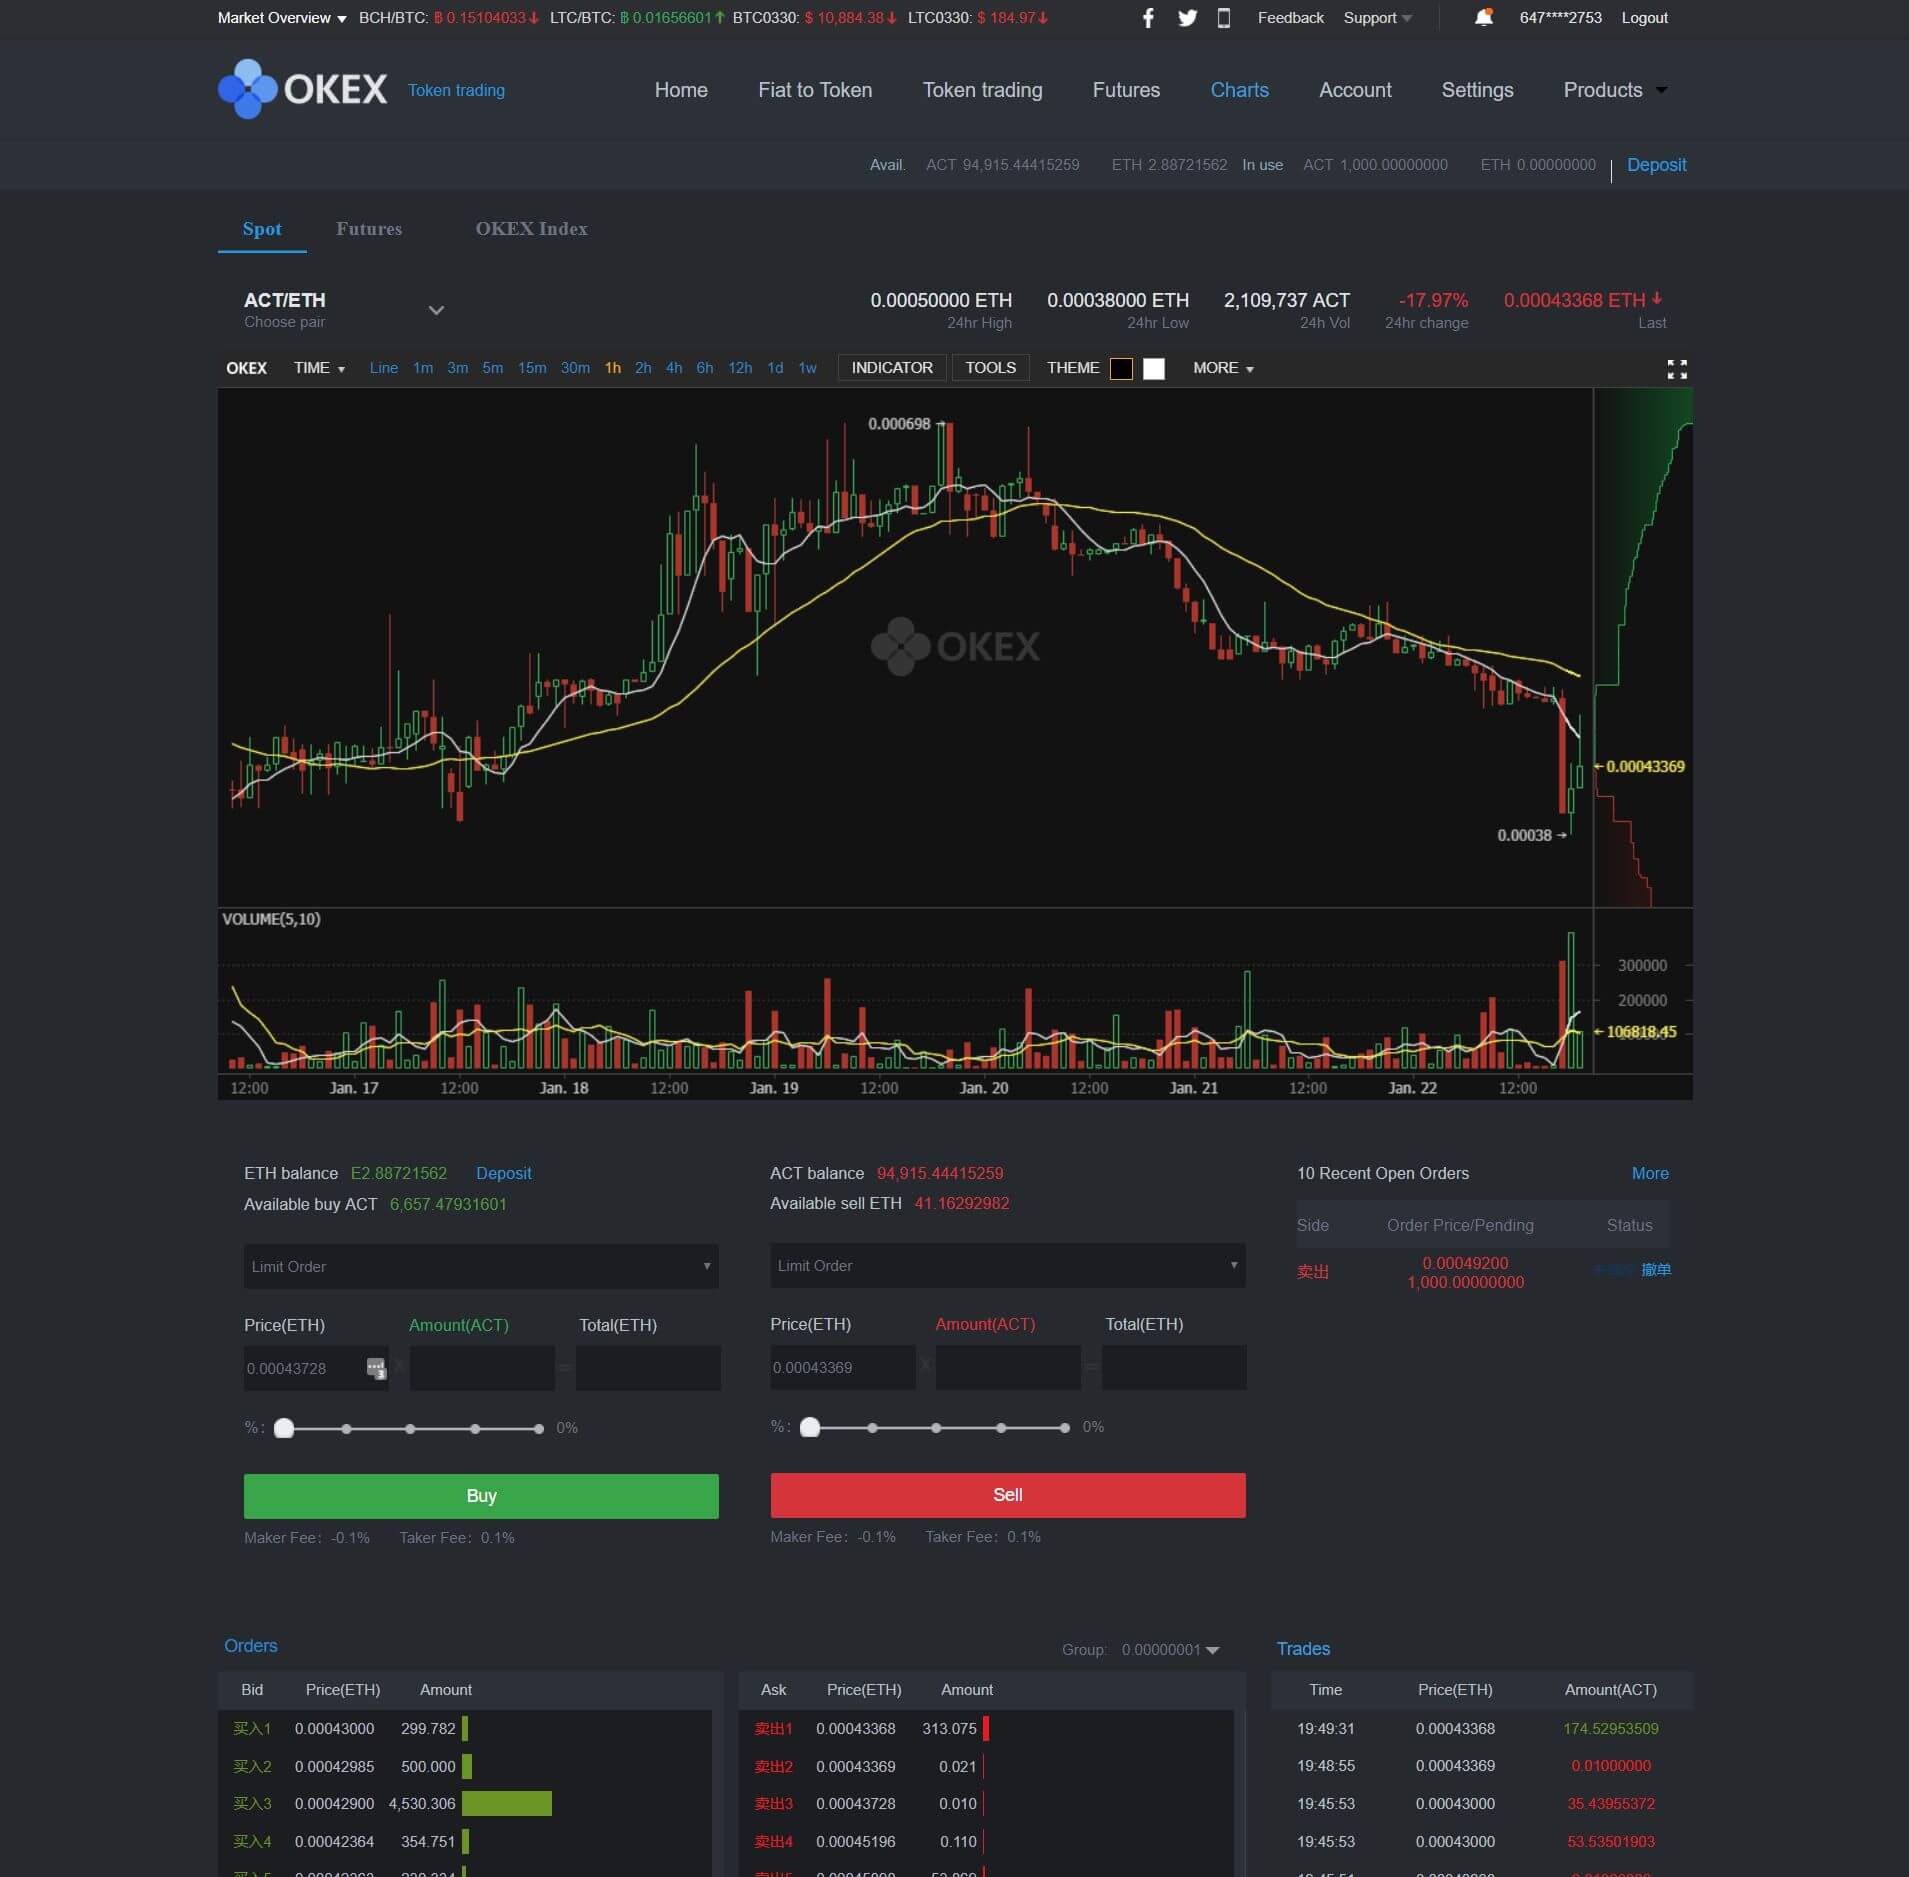 Market Overview ▼ BCH/BTC: ฿ 0.15104033↓ LTC/BTC: ฿ 0.01656601↑ BTC0330: $ 10,884.38↓ LTC0330: $ 184.97↓ Feedback Support 647****2753 Logout
OKEX Token trading Home Fiat to Token Token trading Futures Charts Account Settings Products
Avail. ACT 94,915.44415259 ETH 2.88721562 In use ACT 1,000.00000000 ETH 0.00000000 Deposit
Spot Futures OKEX Index
ACT/ETH 0.00050000 ETH 0.00038000 ETH 2,109,737 ACT -17.97% 0.00043368 ETH ↓
Choose pair 24hr High 24hr Low 24h Vol 24hr change Last
OKEX TIME ▼ Line 1m 3m 5m 15m 30m 1h 2h 4h 6h 12h 1d 1w INDICATOR TOOLS THEME MORE ▼
0.000698
OKEX
0.00043369
0.00038
VOLUME(5,10)
300000
200000
106818.45
12:00 Jan. 17 12:00 Jan. 18 12:00 Jan. 19 12:00 Jan. 20 12:00 Jan. 21 12:00 Jan. 22 12:00
ETH balance E2.88721562 Deposit
Available buy ACT 6,657.47931601
Limit Order
Price(ETH) Amount(ACT) Total(ETH)
0.00043728 3 X =
%: 0%
Buy
Maker Fee: -0.1% Taker Fee: 0.1%
ACT balance 94,915.44415259
Available sell ETH 41.16292982
Limit Order
Price(ETH) Amount(ACT) Total(ETH)
0.00043369 X =
%: 0%
Sell
Maker Fee: -0.1% Taker Fee: 0.1%
10 Recent Open Orders More
Side Order Price/Pending Status
卖出 0.00049200 撤单
1,000.00000000
Orders Group: 0.00000001
Bid Price(ETH) Amount
买入1 0.00043000 299.782
买入2 0.00042985 500.000
买入3 0.00042900 4,530.306
买入4 0.00042364 354.751
Ask Price(ETH) Amount
卖出1 0.00043368 313.075
卖出2 0.00043369 0.021
卖出3 0.00043728 0.010
卖出4 0.00045196 0.110
Trades
Time Price(ETH) Amount(ACT)
19:49:31 0.00043368 174.52953509
19:48:55 0.00043369 0.01000000
19:45:53 0.00043000 35.43955372
19:45:53 0.00043000 53.53501903